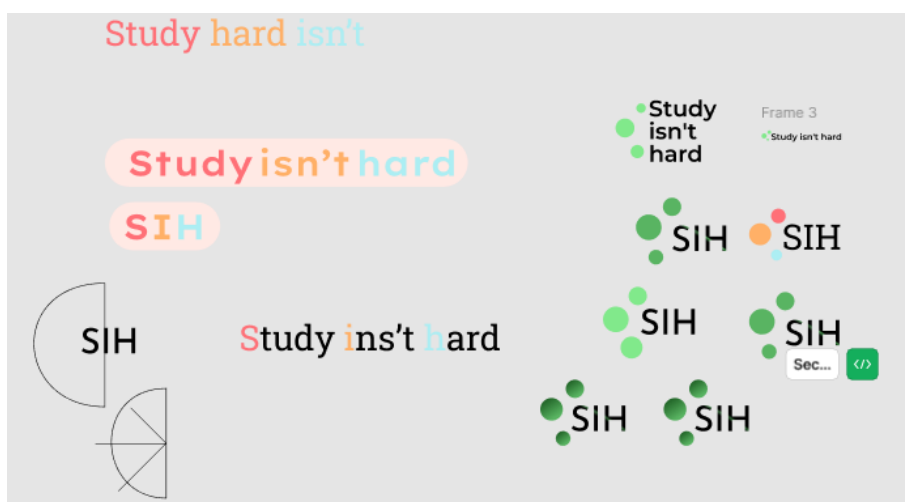 Study hard isn't
Study
isn't
hard
Frame 3
Study isn't hard
Study isn't hard
SIH
SIH
SIH
SIH
Study ins't hard
SIH
SIH
Sec...
</>
SIH
SIH